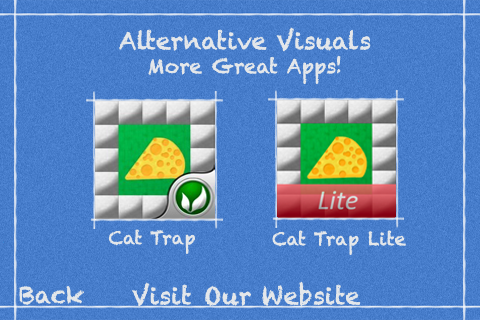 Alternative Visuals
More Great Apps!
Lite
Cat Trap
Cat Trap Lite
Back
Visit Our Website